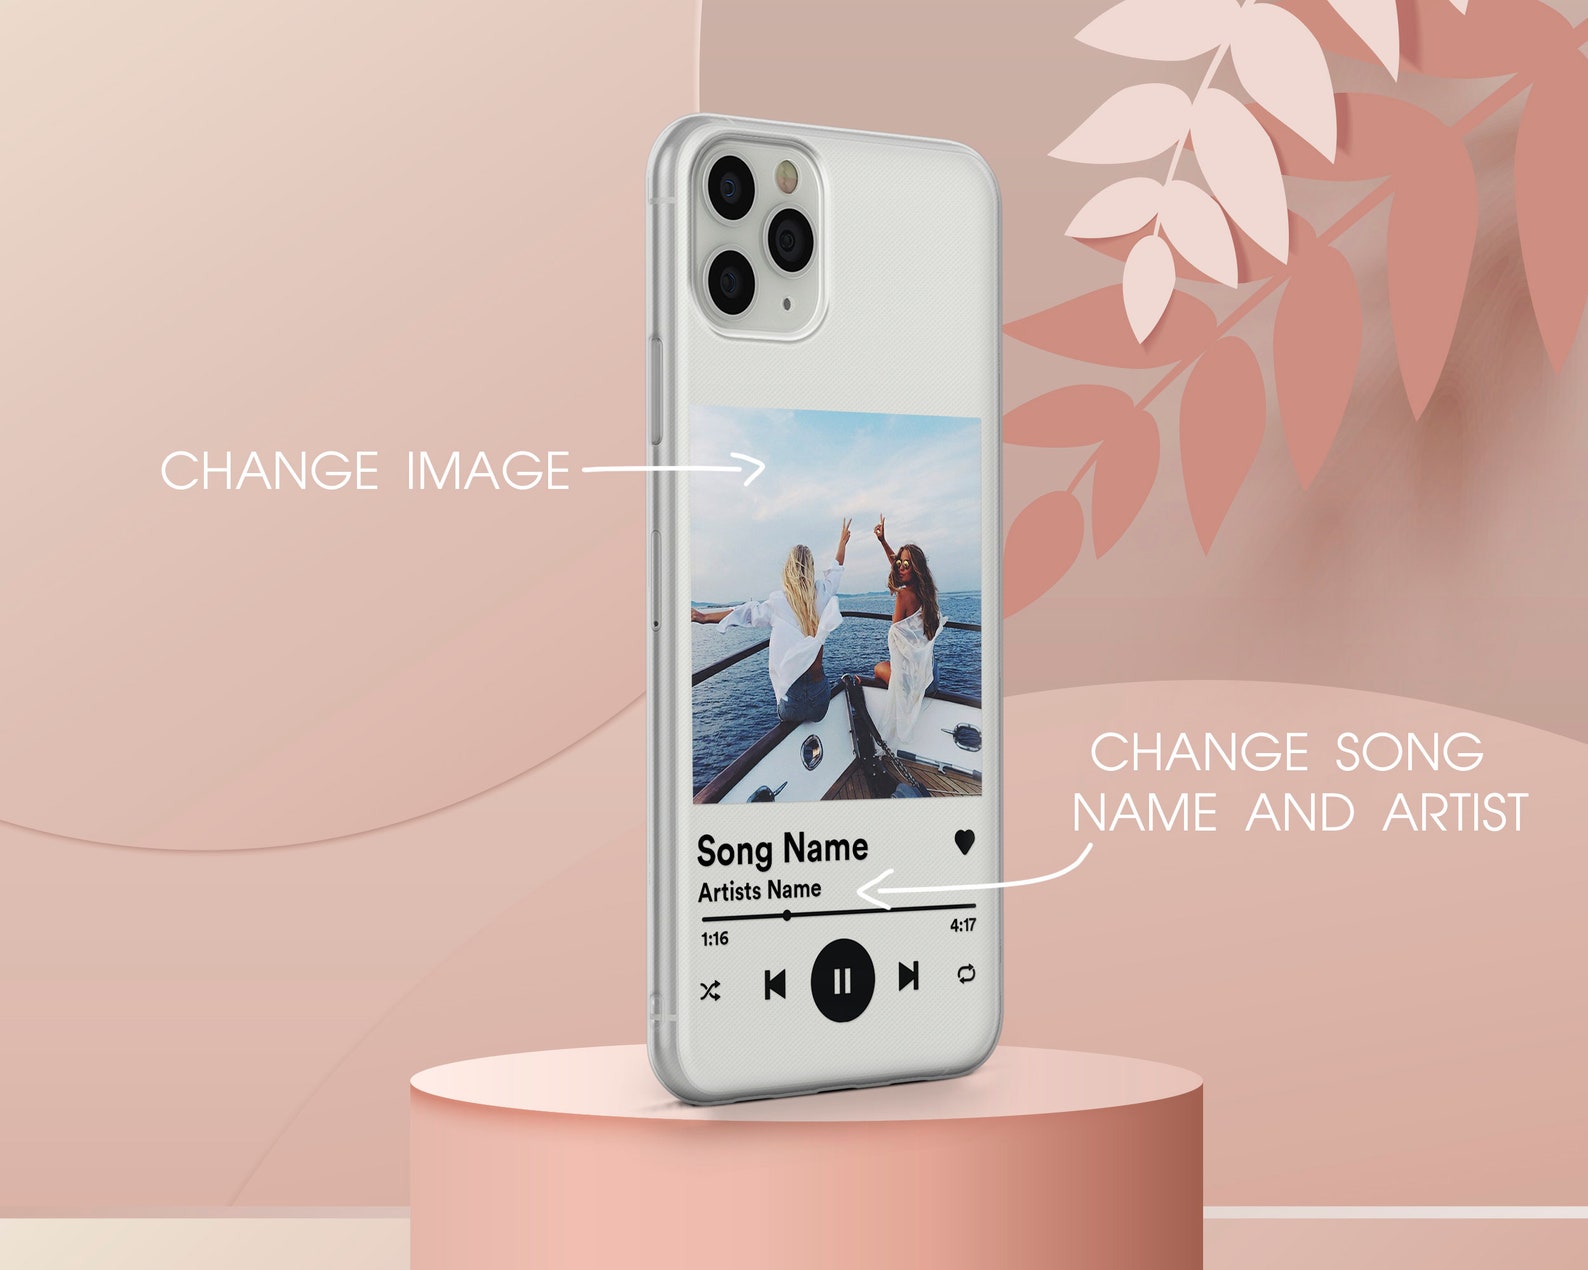 CHANGE IMAGE
CHANGE SONG
NAME AND ARTIST
Song Name
Artists Name
1:16
4:17